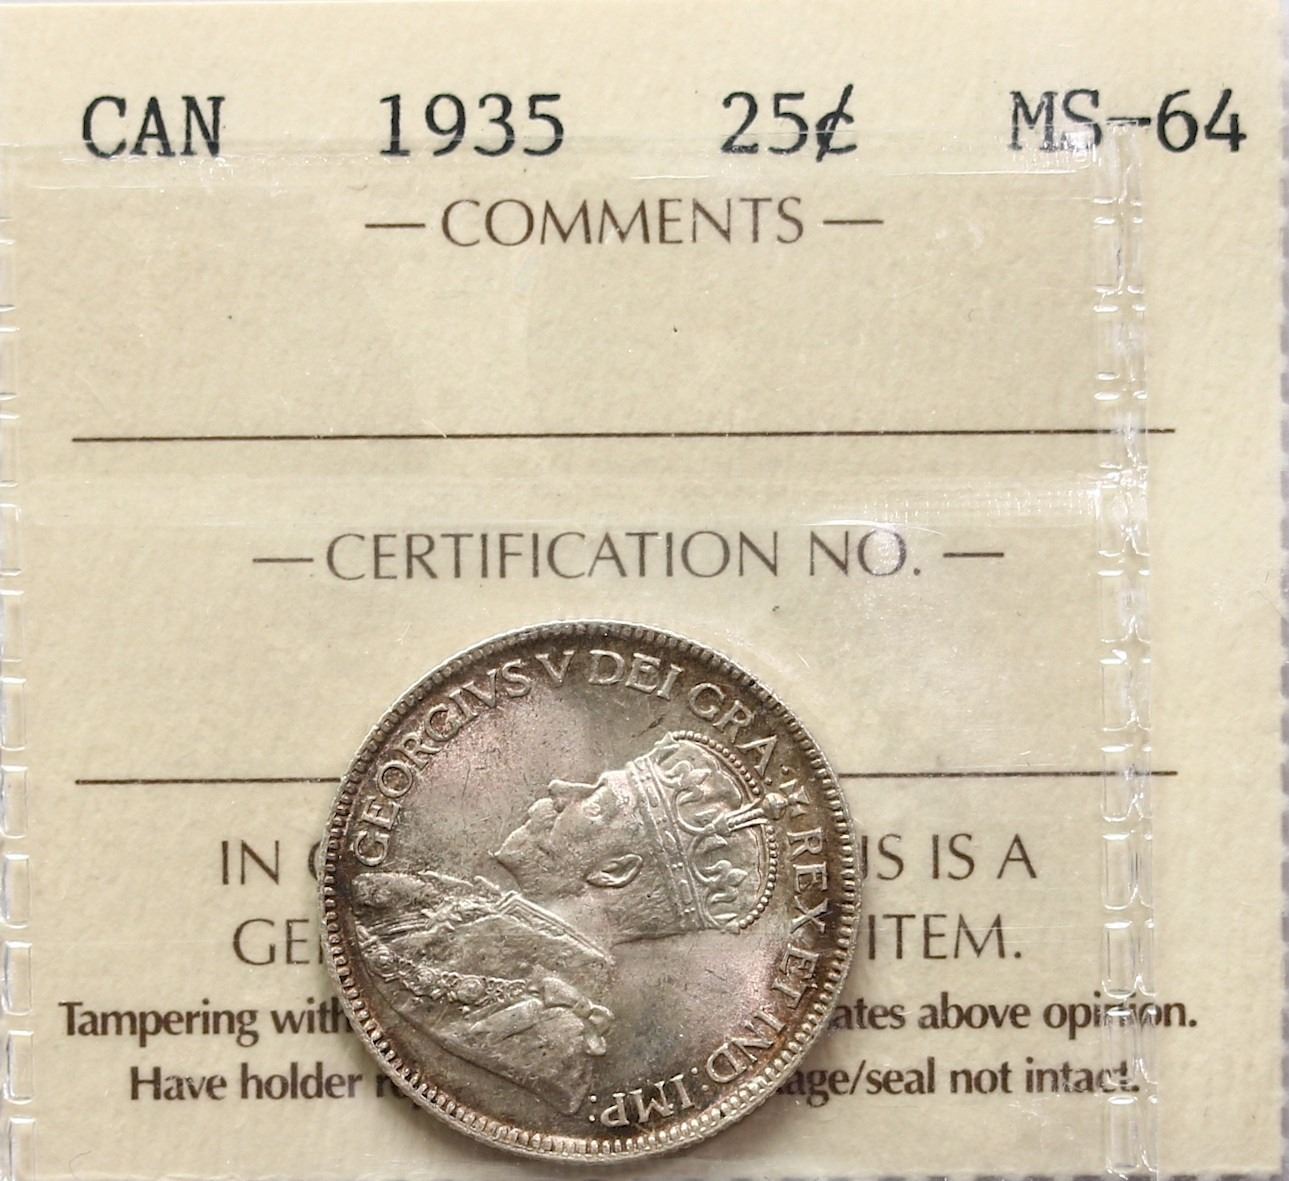 CAN 1935 25¢ MS-64
— COMMENTS —
— CERTIFICATION NO. —
GEORGIVS V DEI GRA: REX ET IND: IMP:
IN IS IS A
GE ITEM.
Tampering with ates above opinion.
Have holder age/seal not intact.